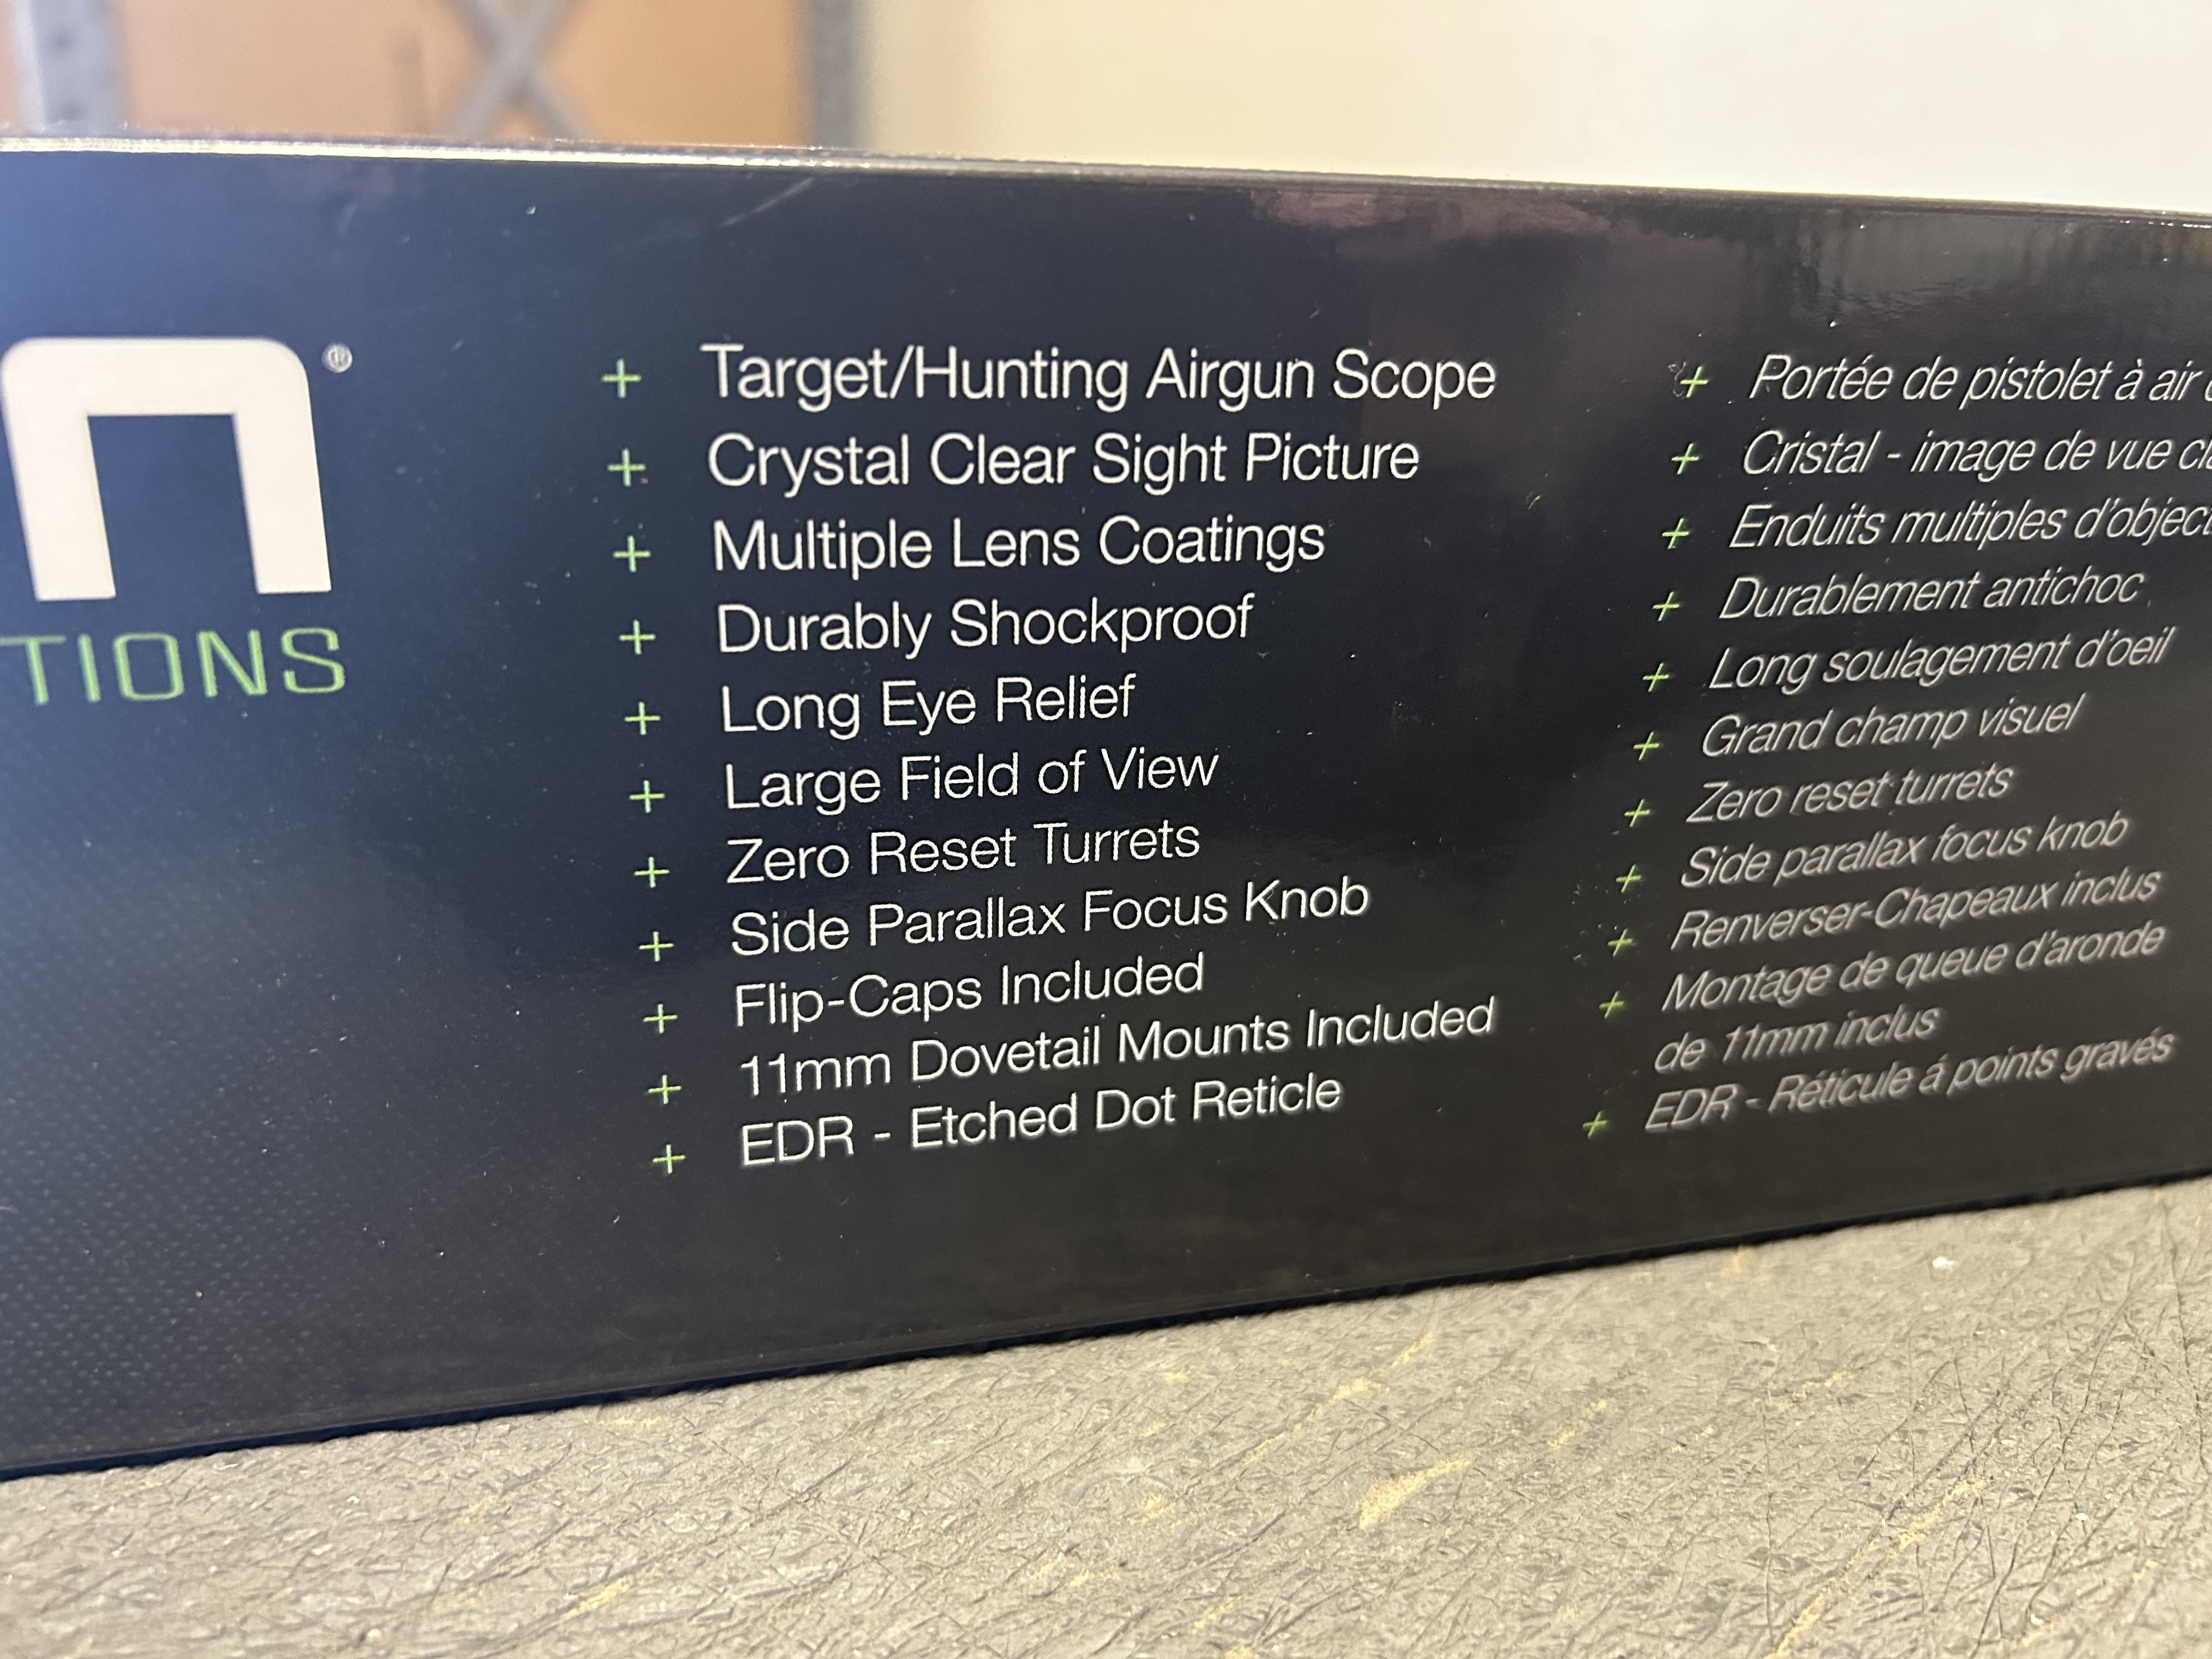 n®
TIONS
+ Target/Hunting Airgun Scope
+ Crystal Clear Sight Picture
+ Multiple Lens Coatings
+ Durably Shockproof
+ Long Eye Relief
+ Large Field of View
+ Zero Reset Turrets
+ Side Parallax Focus Knob
+ Flip-Caps Included
+ 11mm Dovetail Mounts Included
+ EDR - Etched Dot Reticle
+ Portée de pistolet à air
+ Cristal - image de vue
+ Enduits multiples
+ Durablement antichoc
+ Long soulagement d'oeil
+ Grand champ visuel
+ Zero reset turrets
+ Side parallax focus knob
+ Renverser-Chapeaux inclus
+ Montage de queue d'aronde
de 11mm inclus
+ EDR - Réticule á points gravés